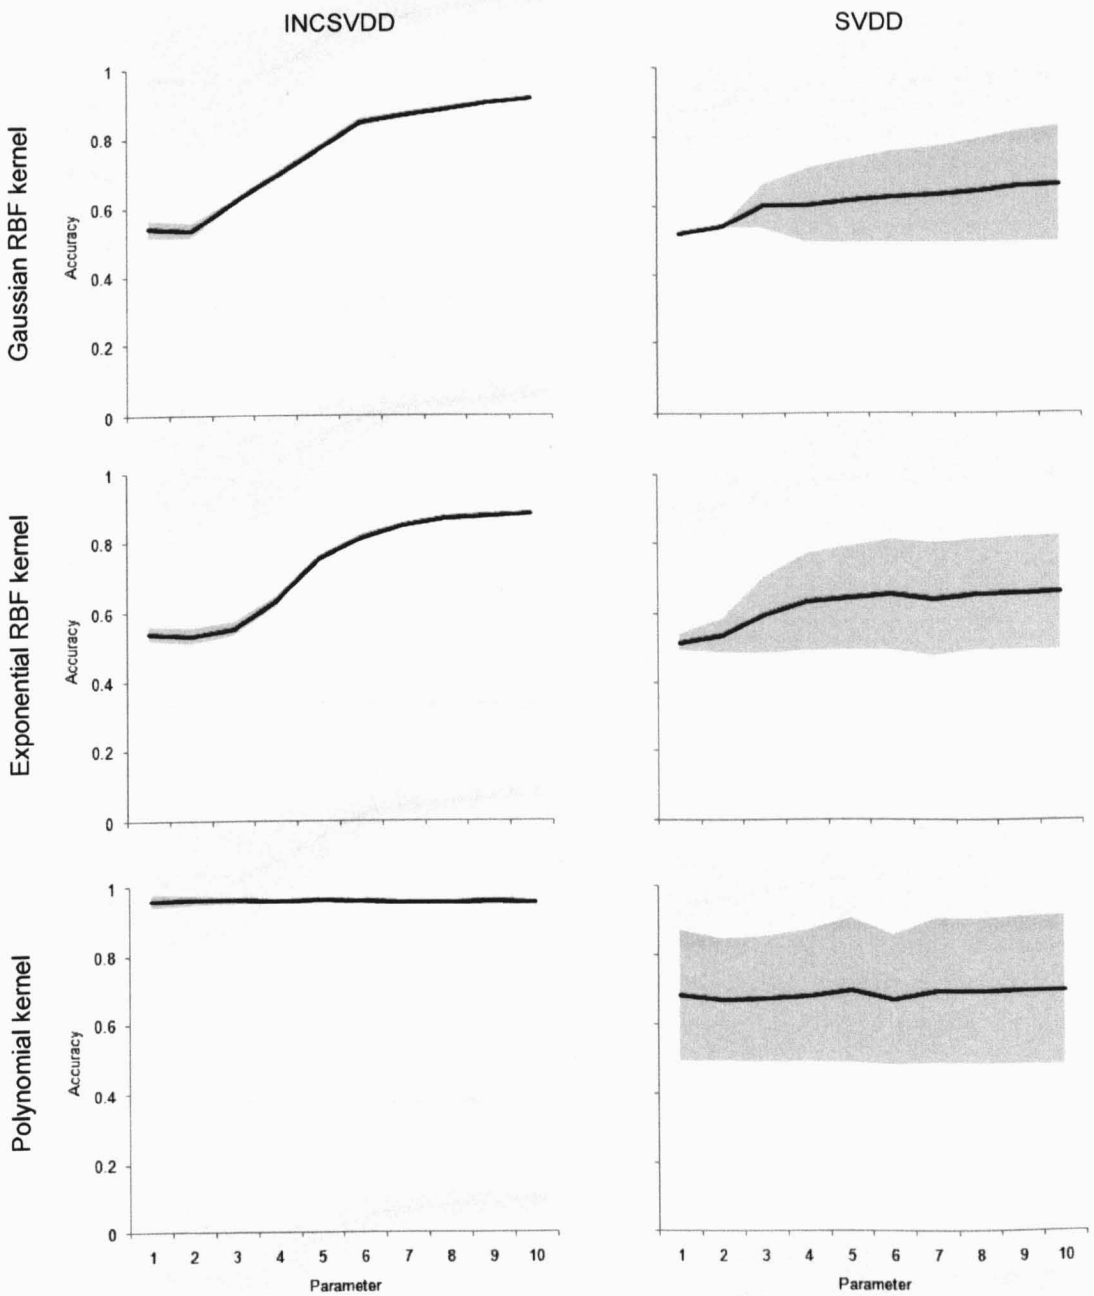 INCSVDD
SVDD
Gaussian RBF kernel
Accuracy
1
0.8
0.6
0.4
0.2
0
Exponential RBF kernel
Accuracy
1
0.8
0.6
0.4
0.2
0
Polynomial kernel
Accuracy
1
0.8
0.6
0.4
0.2
0
1 2 3 4 5 6 7 8 9 10
Parameter
1 2 3 4 5 6 7 8 9 10
Parameter